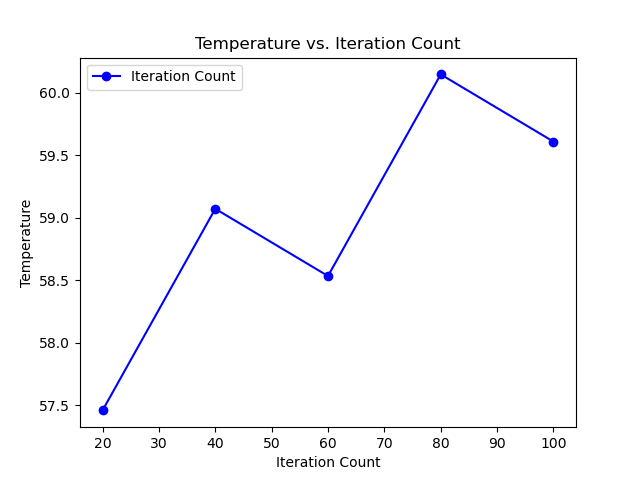 Temperature vs. Iteration Count
Iteration Count
60.0
59.5
59.0
58.5
58.0
57.5
Temperature
20 30 40 50 60 70 80 90 100
Iteration Count